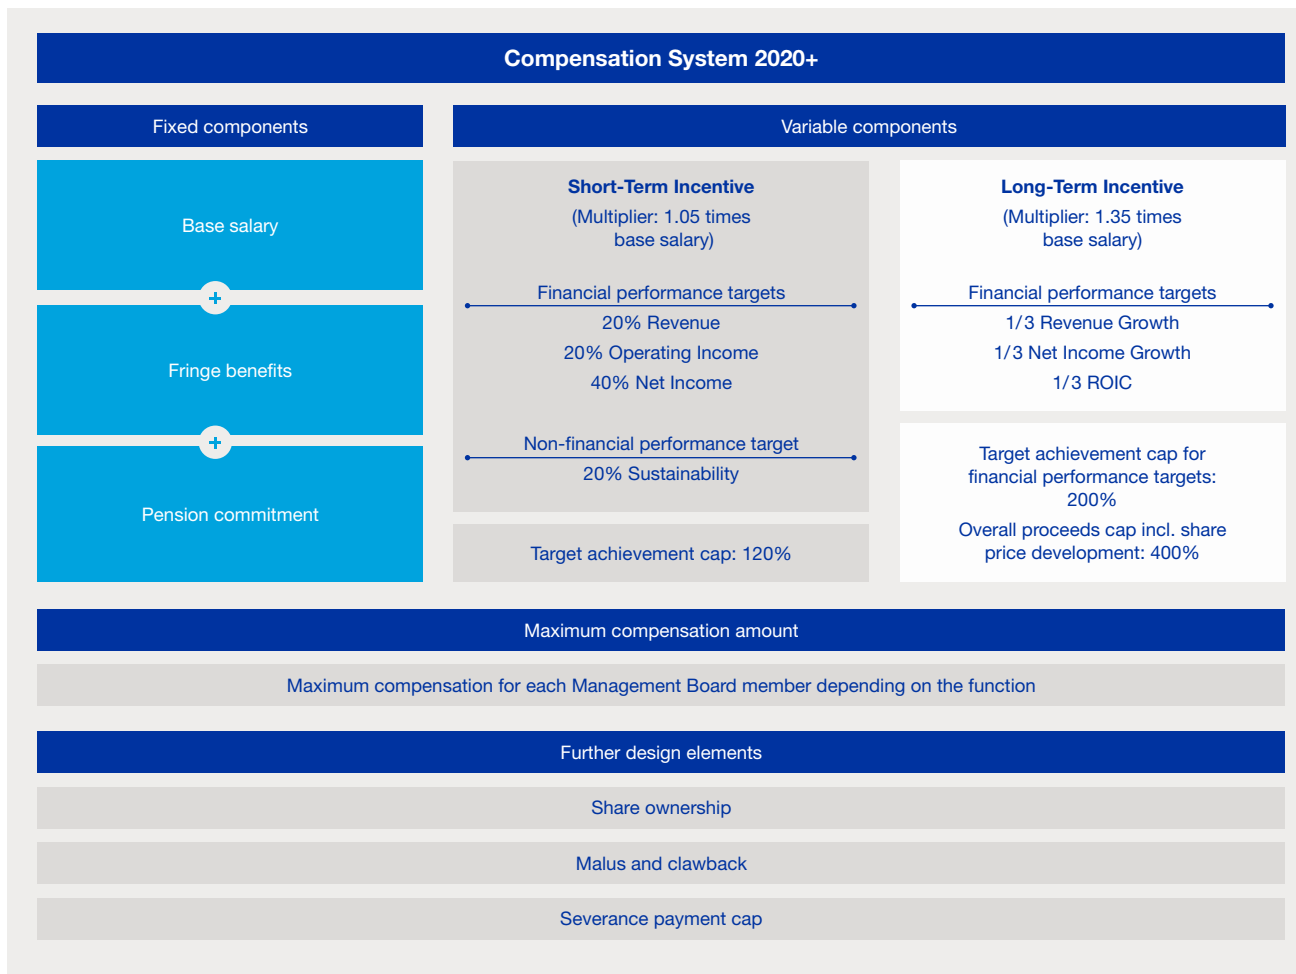 Compensation System 2020+
Fixed components
Base salary
+
Fringe benefits
+
Pension commitment
Variable components
Short-Term Incentive
(Multiplier: 1.05 times
base salary)
Financial performance targets
20% Revenue
20% Operating Income
40% Net Income
Non-financial performance target
20% Sustainability
Target achievement cap: 120%
Long-Term Incentive
(Multiplier: 1.35 times
base salary)
Financial performance targets
1/3 Revenue Growth
1/3 Net Income Growth
1/3 ROIC
Target achievement cap for
financial performance targets:
200%
Overall proceeds cap incl. share
price development: 400%
Maximum compensation amount
Maximum compensation for each Management Board member depending on the function
Further design elements
Share ownership
Malus and clawback
Severance payment cap